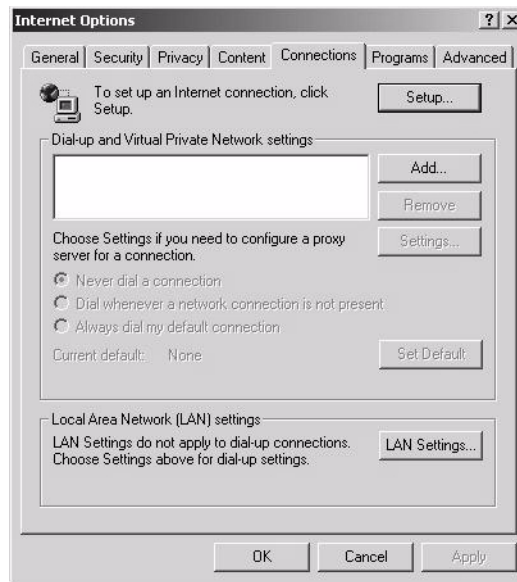 Internet Options
General Security Privacy Content Connections Programs Advanced
To set up an Internet connection, click
Setup.
Setup...
Dial-up and Virtual Private Network settings
Add...
Remove
Choose Settings if you need to configure a proxy
server for a connection.
Settings...
Never dial a connection
Dial whenever a network connection is not present
Always dial my default connection
Current default: None
Set Default
Local Area Network (LAN) settings
LAN Settings do not apply to dial-up connections.
Choose Settings above for dial-up settings.
LAN Settings...
OK Cancel Apply